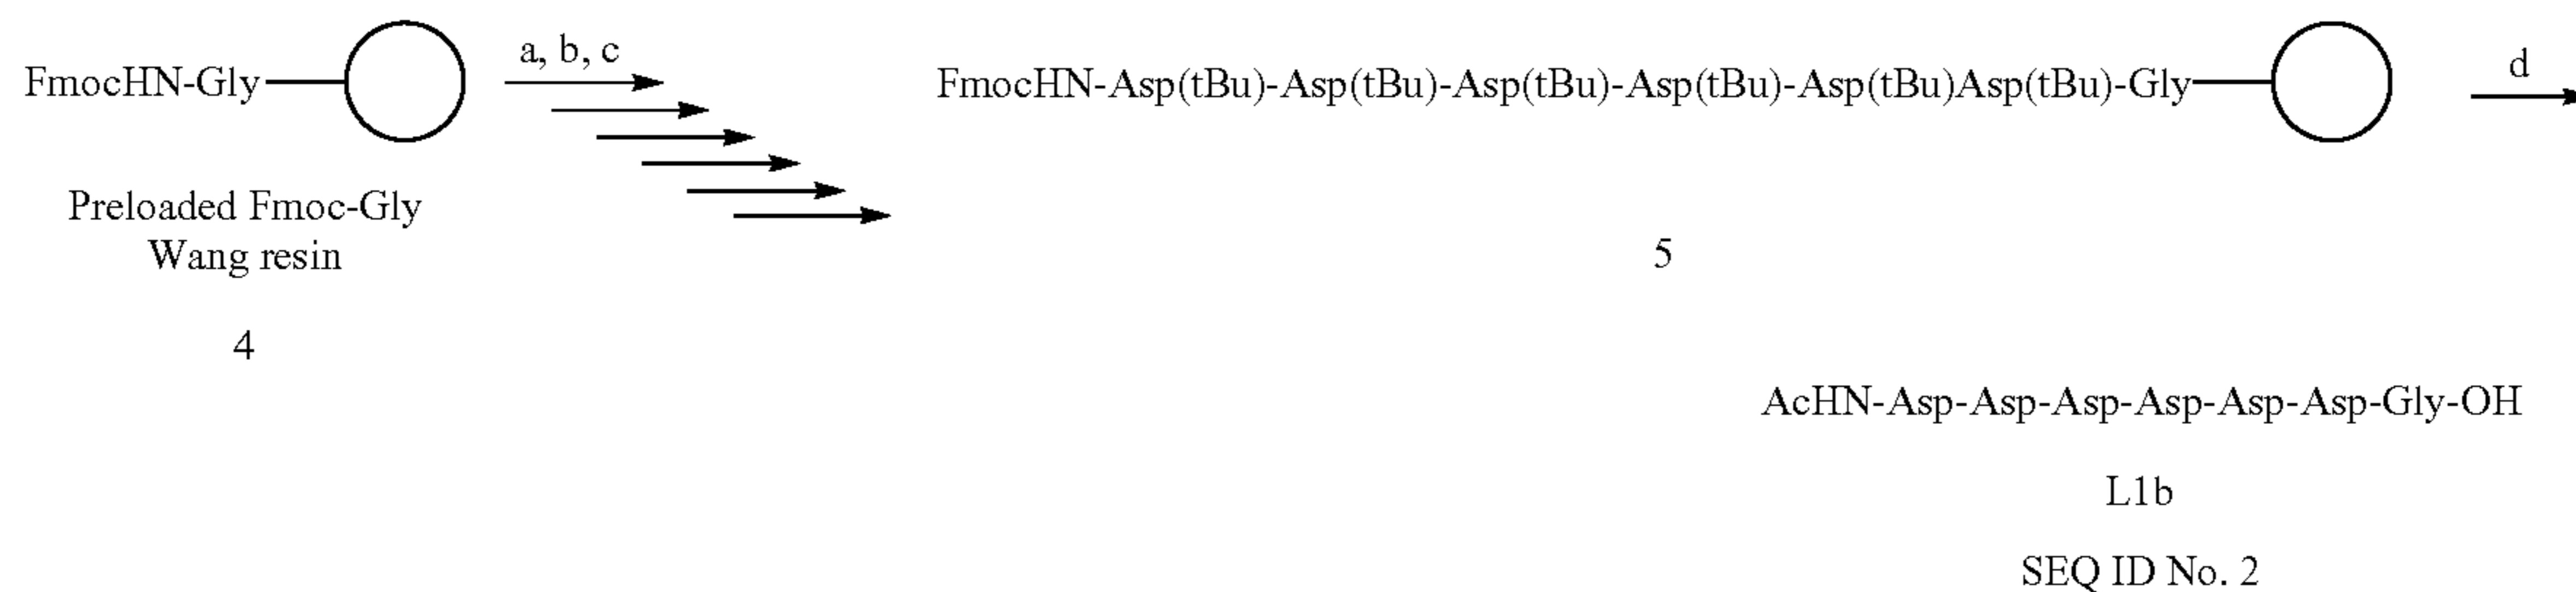 a, b, c
d
FmocHN-Gly
FmocHN-Asp(tBu)-Asp(tBu)-Asp(tBu)-Asp(tBu)-Asp(tBu)Asp(tBu)-Gly
Preloaded Fmoc-Gly
Wang resin
5
4
AcHN-Asp-Asp-Asp-Asp-Asp-Asp-Gly-OH
L1b
SEQ ID No. 2